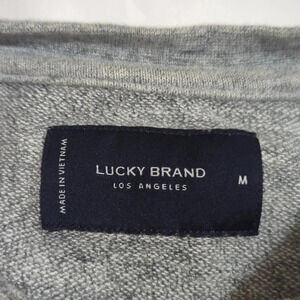 MADE IN VIETNAM
LUCKY BRAND
LOS ANGELES
M